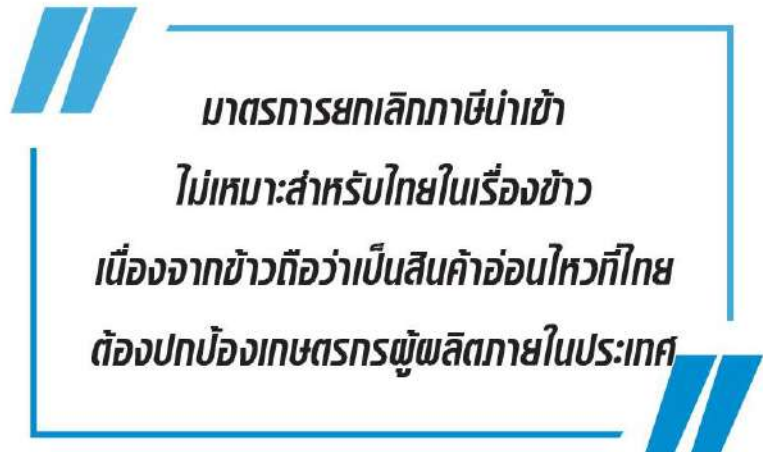 มาตรการยกเลิกภาษีนำเข้า
ไม่เหมาะสำหรับไทยในเรื่องข้าว
เนื่องจากข้าวถือว่าเป็นสินค้าอ่อนไหวที่ไทย
ต้องปกป้องเกษตรกรผู้ผลิตภายในประเทศ